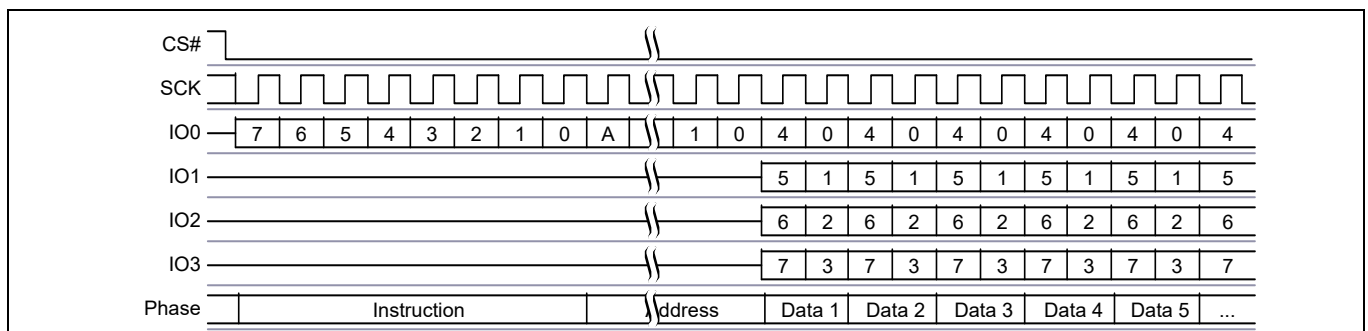 CS#
SCK
IO0 7 6 5 4 3 2 1 0 A 1 0 4 0 4 0 4 0 4 0 4 0 4
IO1 5 1 5 1 5 1 5 1 5 1 5
IO2 6 2 6 2 6 2 6 2 6 2 6
IO3 7 3 7 3 7 3 7 3 7 3 7
Phase Instruction ddress Data 1 Data 2 Data 3 Data 4 Data 5 ...